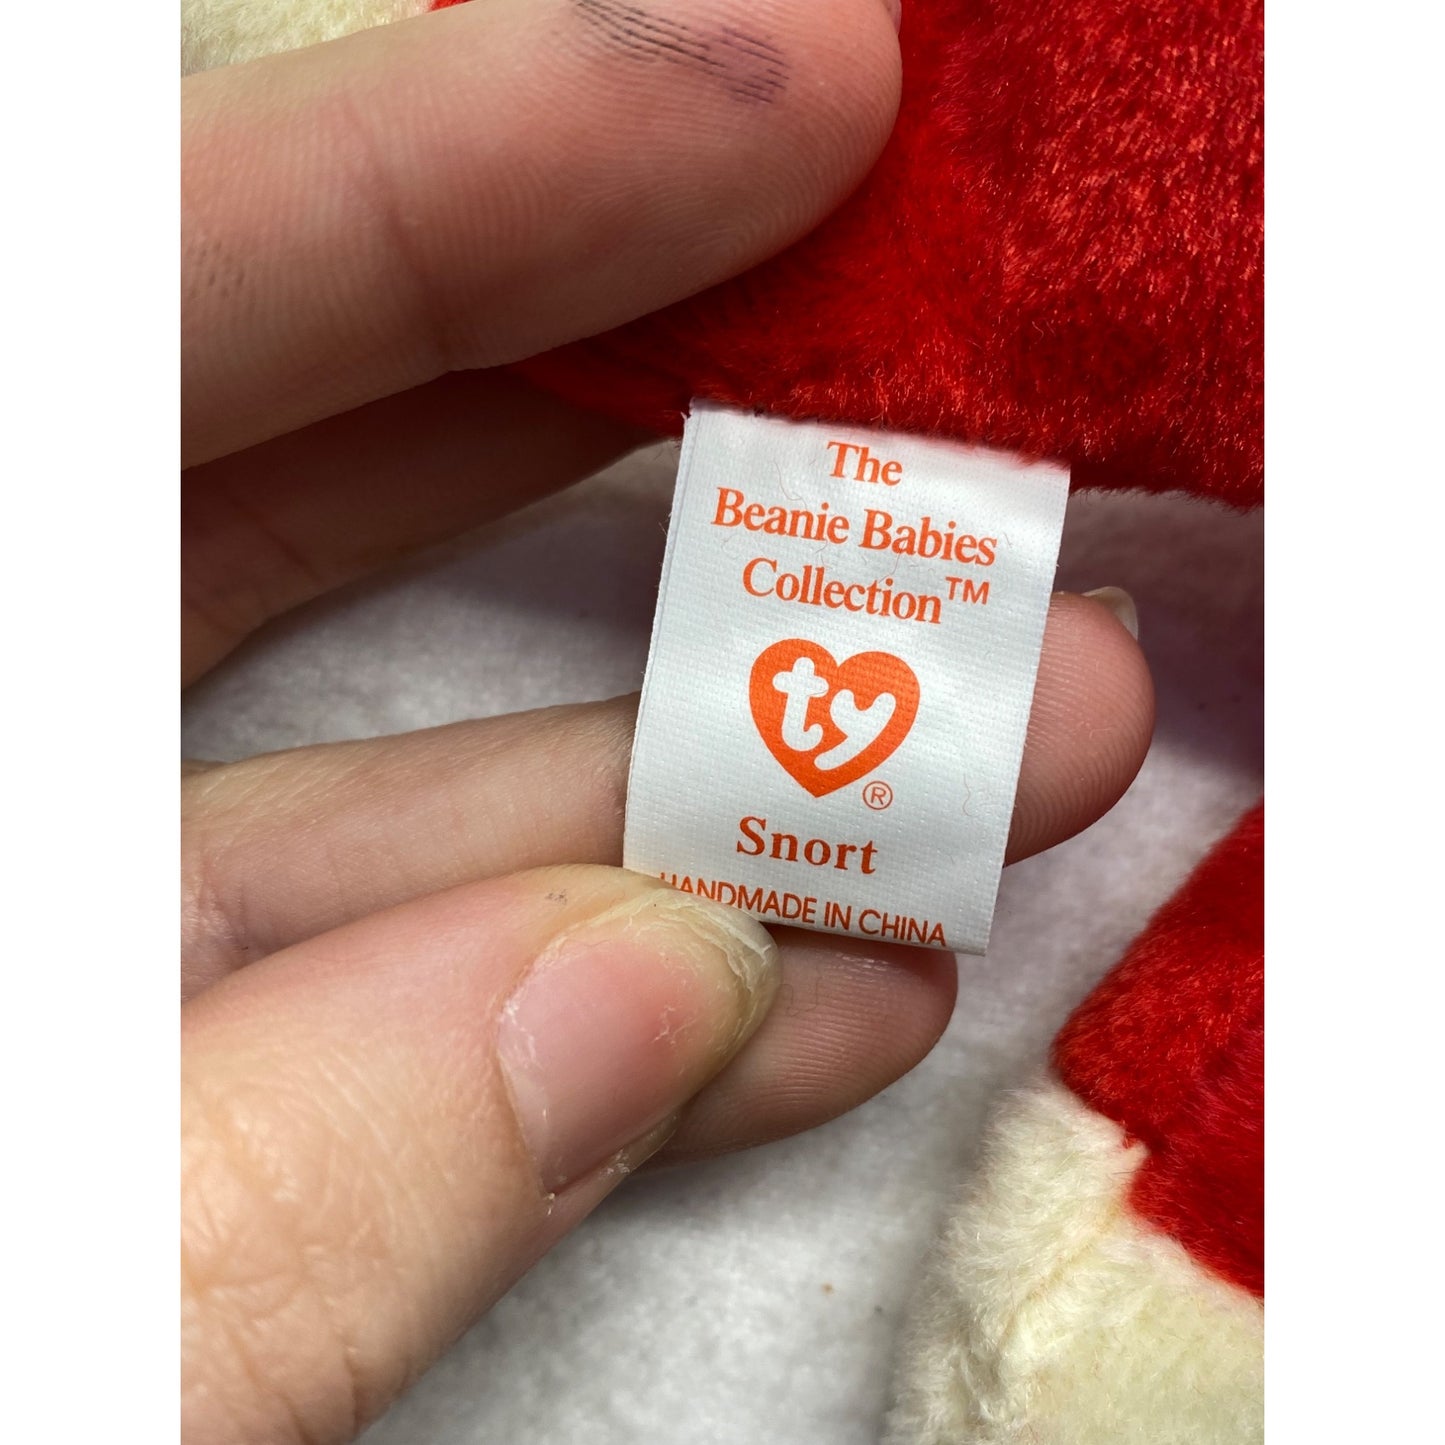 The
Beanie Babies
Collection™
ty
®
Snort
HANDMADE IN CHINA